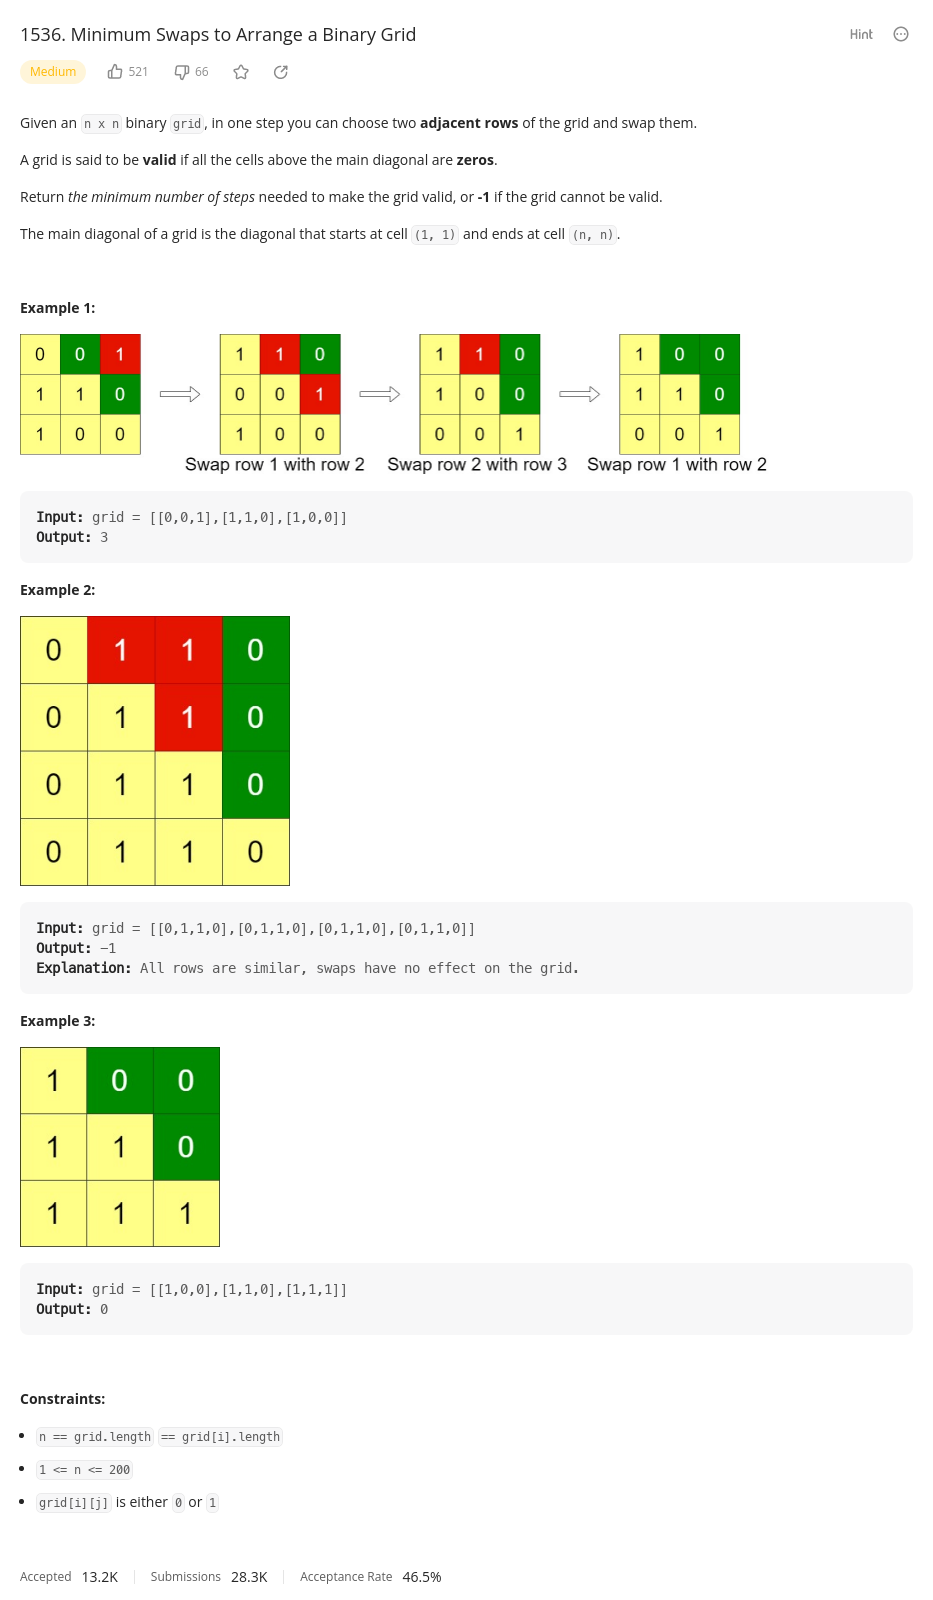 1536. Minimum Swaps to Arrange a Binary Grid
Hint
Medium 521 66
Given an n x n binary grid, in one step you can choose two adjacent rows of the grid and swap them.
A grid is said to be valid if all the cells above the main diagonal are zeros.
Return the minimum number of steps needed to make the grid valid, or -1 if the grid cannot be valid.
The main diagonal of a grid is the diagonal that starts at cell (1, 1) and ends at cell (n, n).
Example 1:
0 0 1 1 1 0 1 1 0 1 0 0
1 1 0 0 0 1 1 0 0 1 1 0
1 0 0 1 0 0 0 0 1 0 0 1
Swap row 1 with row 2 Swap row 2 with row 3 Swap row 1 with row 2
Input: grid = [[0,0,1],[1,1,0],[1,0,0]]
Output: 3
Example 2:
0 1 1 0
0 1 1 0
0 1 1 0
0 1 1 0
Input: grid = [[0,1,1,0],[0,1,1,0],[0,1,1,0],[0,1,1,0]]
Output: −1
Explanation: All rows are similar, swaps have no effect on the grid.
Example 3:
1 0 0
1 1 0
1 1 1
Input: grid = [[1,0,0],[1,1,0],[1,1,1]]
Output: 0
Constraints:
• n == grid.length == grid[i].length
• 1 <= n <= 200
• grid[i][j] is either 0 or 1
Accepted 13.2K Submissions 28.3K Acceptance Rate 46.5%